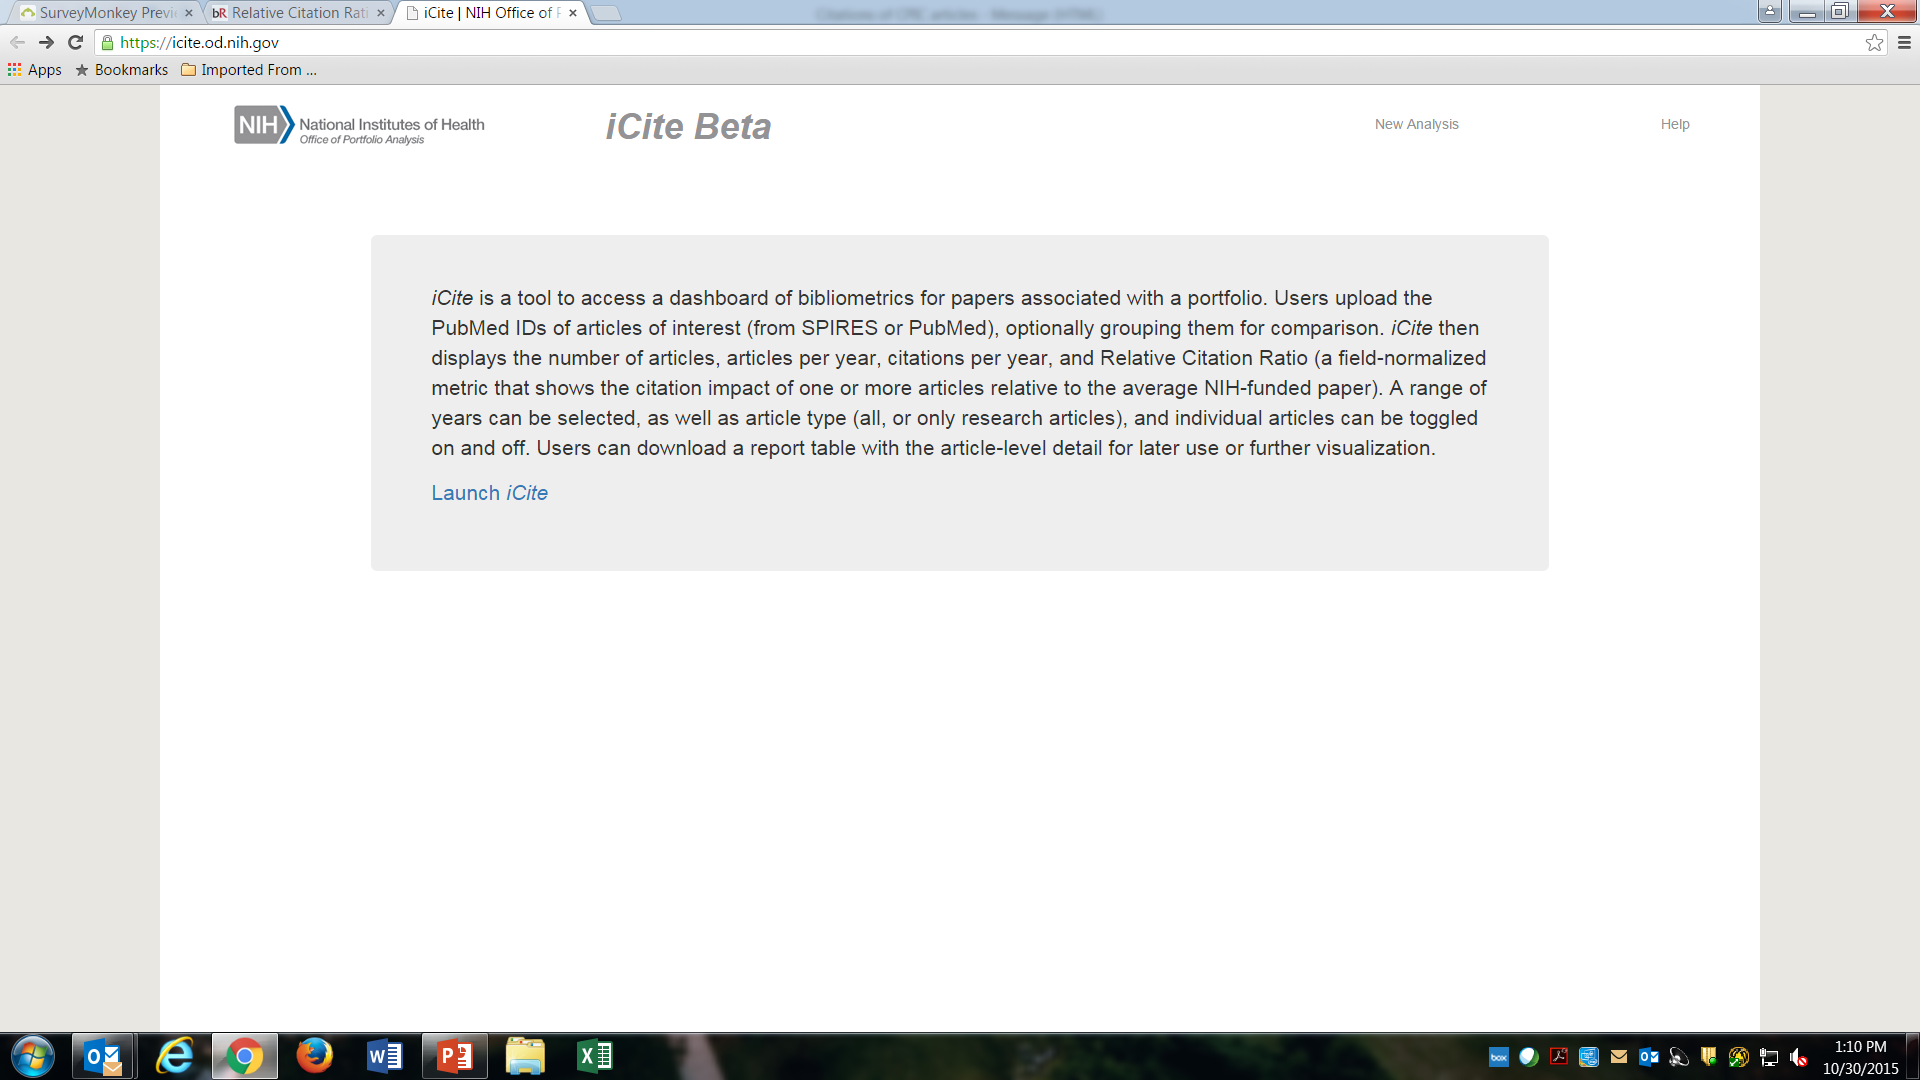 SurveyMonkey Previ
Relative Citation Rati
iCite | NIH Office of P
Citations of CRC articles - Message (HTML)
https://icite.od.nih.gov
Apps
Bookmarks
Imported From ...
NIH
National Institutes of Health
Office of Portfolio Analysis
iCite Beta
New Analysis
Help
iCite is a tool to access a dashboard of bibliometrics for papers associated with a portfolio. Users upload the
PubMed IDs of articles of interest (from SPIRES or PubMed), optionally grouping them for comparison. iCite then
displays the number of articles, articles per year, citations per year, and Relative Citation Ratio (a field-normalized
metric that shows the citation impact of one or more articles relative to the average NIH-funded paper). A range of
years can be selected, as well as article type (all, or only research articles), and individual articles can be toggled
on and off. Users can download a report table with the article-level detail for later use or further visualization.
Launch iCite
box
1:10 PM
10/30/2015